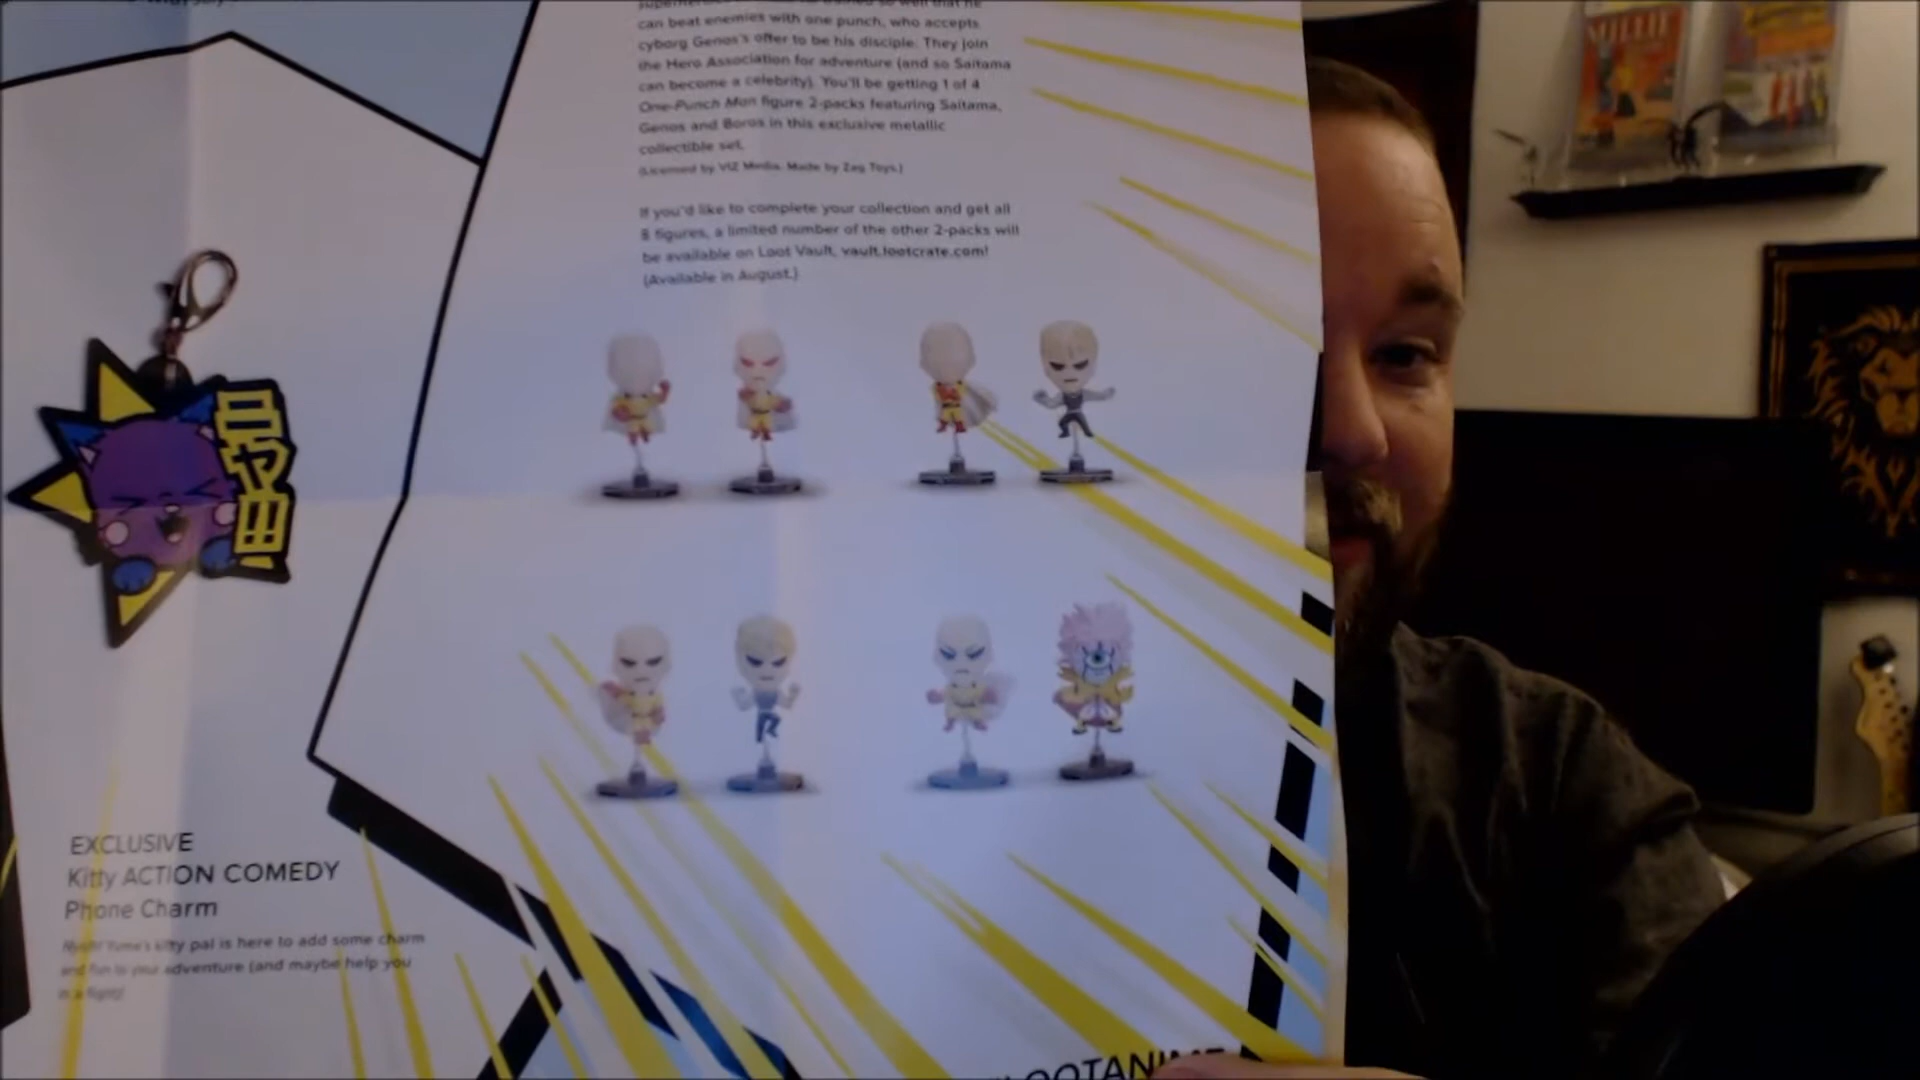 can beat enemies with one punch, who accepts
cyborg Genos's offer to be his disciple. They join
the Hero Association for adventure (and so Saitama
can become a celebrity). You'll be getting 1 of 4
One-Punch Man figure 2-packs featuring Saitama,
Genos and Boros in this exclusive metallic
collectible set.
(Licensed by VIZ Media. Made by Zag Toys.)
If you'd like to complete your collection and get all
8 figures, a limited number of the other 2-packs will
be available on Loot Vault, vault.lootcrate.com!
(Available in August.)
EXCLUSIVE
Kitty ACTION COMEDY
Phone Charm
Yume's kitty pal is here to add some charm
and fun to your adventure (and maybe help you
in a fight)!
LOOTANIME
MILLIE